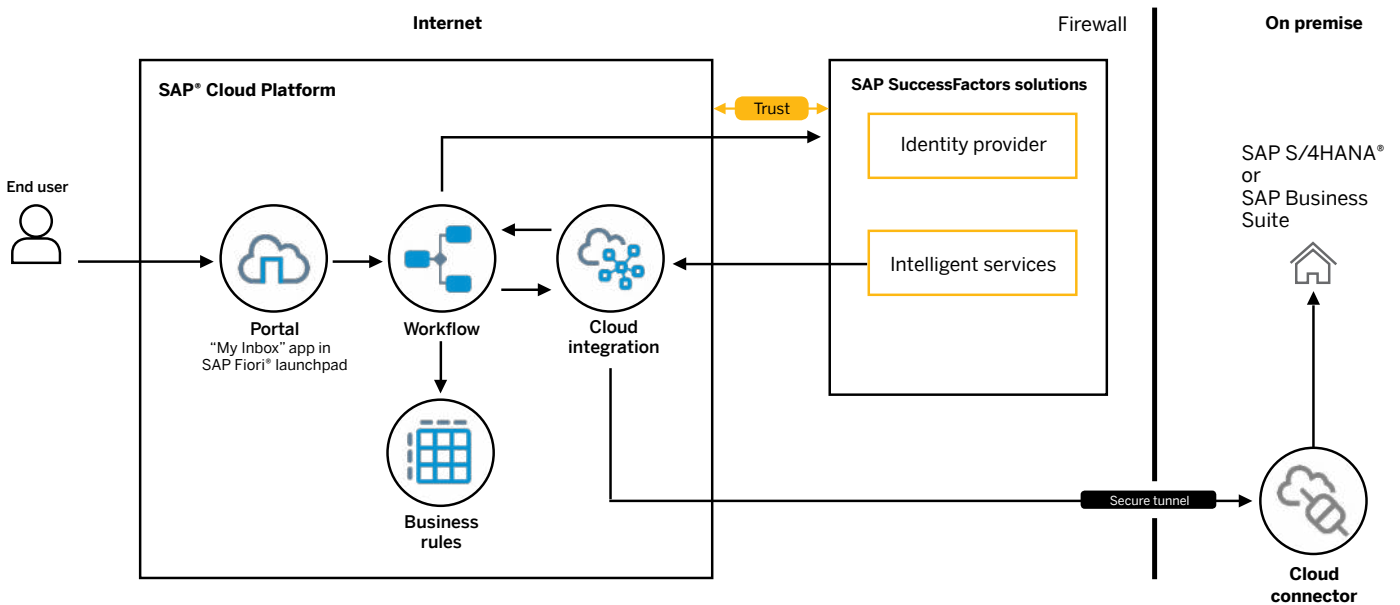 Internet
Firewall
On premise
SAP® Cloud Platform
SAP SuccessFactors solutions
Trust
Identity provider
SAP S/4HANA®
or
SAP Business
Suite
End user
Intelligent services
Portal
“My Inbox” app in
SAP Fiori® launchpad
Workflow
Cloud
integration
Secure tunnel
Business
rules
Cloud
connector